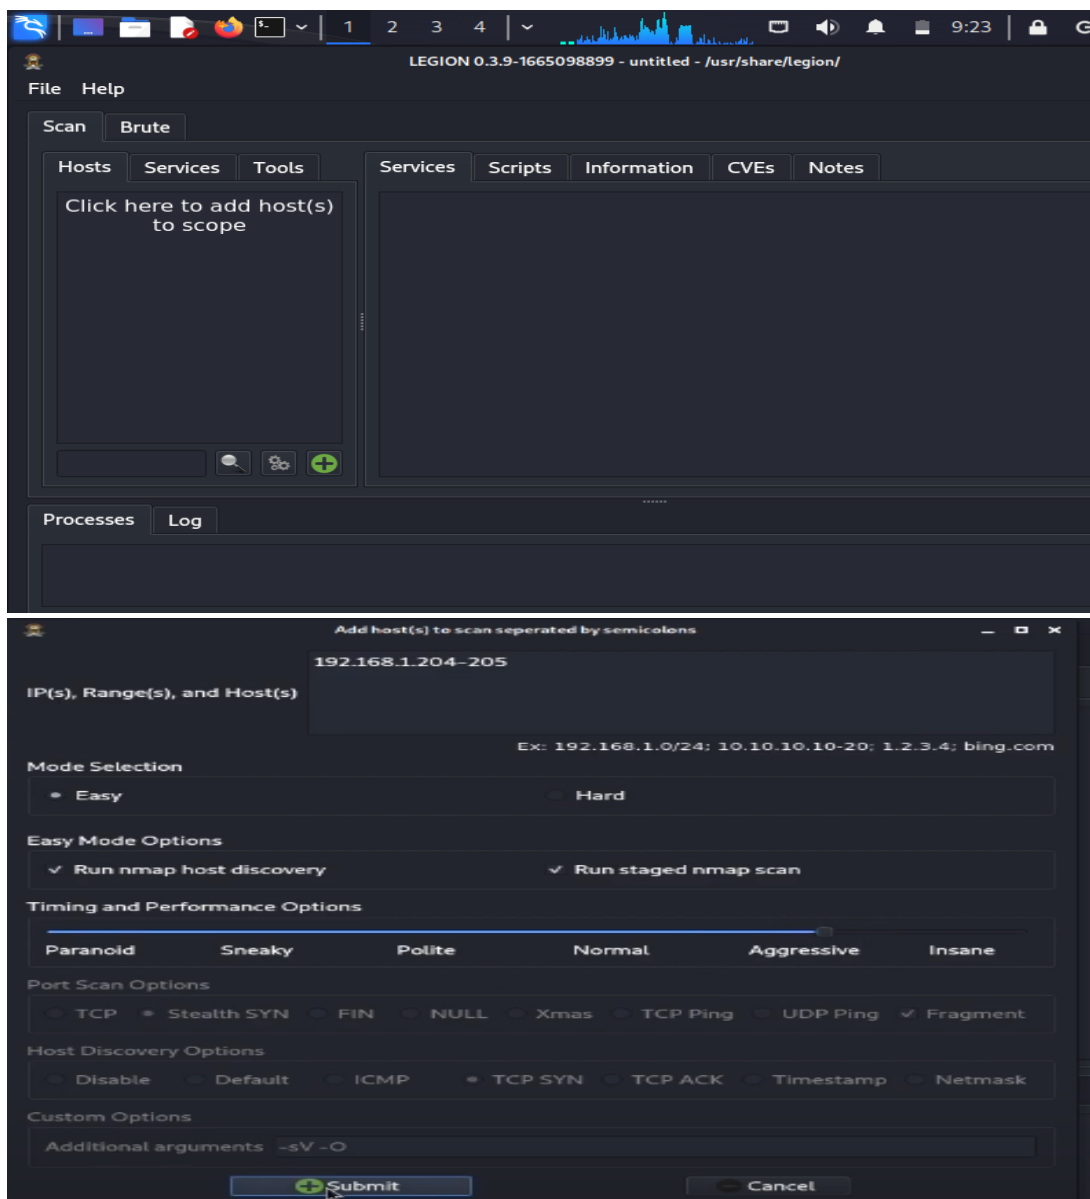 1 2 3 4 9:23
LEGION 0.3.9-1665098899 - untitled - /usr/share/legion/
File Help
Scan Brute
Hosts Services Tools Services Scripts Information CVEs Notes
Click here to add host(s)
to scope
Processes Log
Add host(s) to scan seperated by semicolons
192.168.1.204-205
IP(s), Range(s), and Host(s)
Ex: 192.168.1.0/24; 10.10.10.10-20; 1.2.3.4; bing.com
Mode Selection
Easy Hard
Easy Mode Options
Run nmap host discovery Run staged nmap scan
Timing and Performance Options
Paranoid Sneaky Polite Normal Aggressive Insane
Port Scan Options
TCP Stealth SYN FIN NULL Xmas TCP Ping UDP Ping Fragment
Host Discovery Options
Disable Default ICMP TCP SYN TCP ACK Timestamp Netmask
Custom Options
Additional arguments -sV -O
Submit Cancel